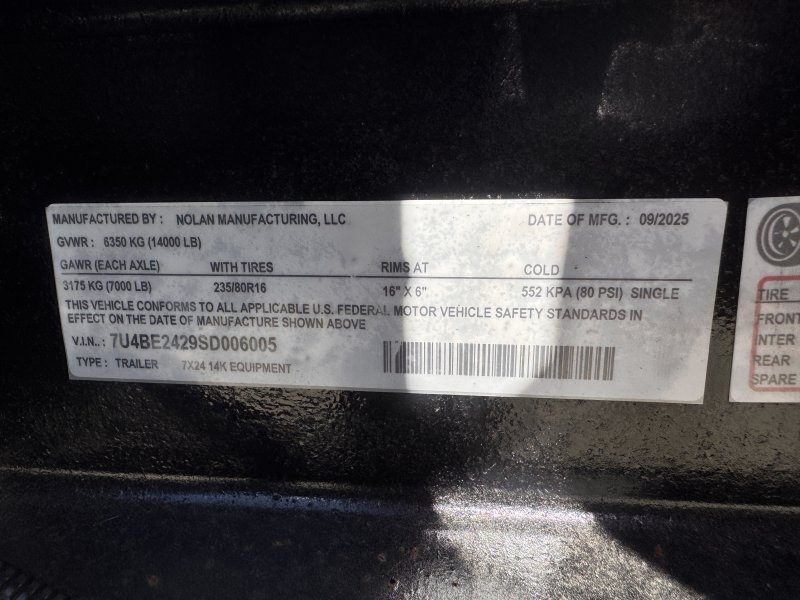 MANUFACTURED BY : NOLAN MANUFACTURING, LLC DATE OF MFG. : 09/2025
GVWR : 6350 KG (14000 LB)
GAWR (EACH AXLE) WITH TIRES RIMS AT COLD
3175 KG (7000 LB) 235/80R16 16" X 6" 552 KPA (80 PSI) SINGLE
THIS VEHICLE CONFORMS TO ALL APPLICABLE U.S. FEDERAL MOTOR VEHICLE SAFETY STANDARDS IN
EFFECT ON THE DATE OF MANUFACTURE SHOWN ABOVE
V.I.N.. : 7U4BE2429SD006005
TYPE : TRAILER 7X24 14K EQUIPMENT
TIRE
FRONT
INTER
REAR
SPARE